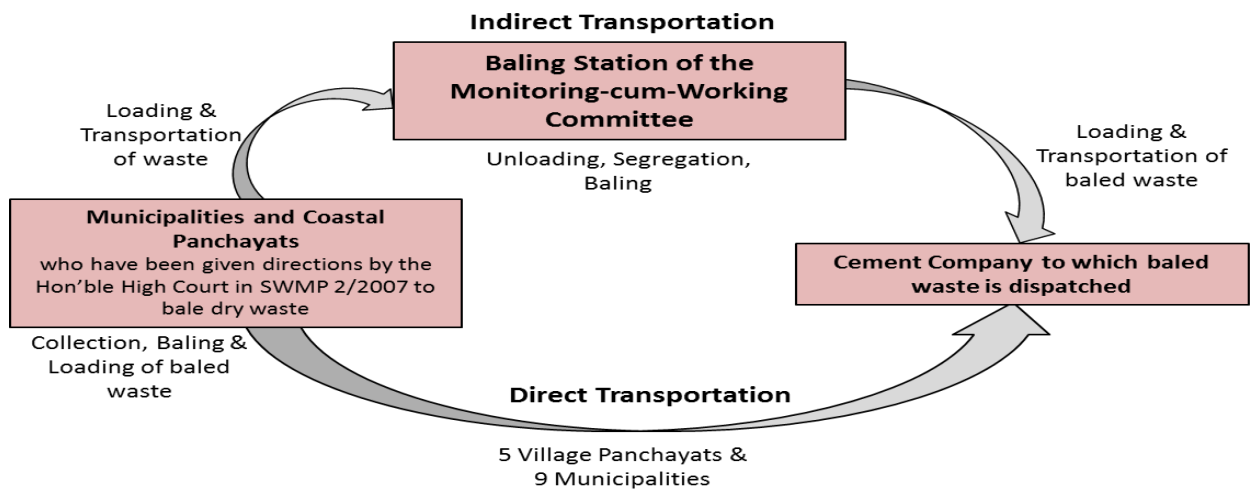 Indirect Transportation
Baling Station of the
Monitoring-cum-Working
Committee
Loading &
Transportation
of waste
Unloading, Segregation,
Baling
Loading &
Transportation of
baled waste
Municipalities and Coastal
Panchayats
who have been given directions by the
Hon'ble High Court in SWMP 2/2007 to
bale dry waste
Cement Company to which baled
waste is dispatched
Collection, Baling &
Loading of baled
waste
Direct Transportation
5 Village Panchayats &
9 Municipalities